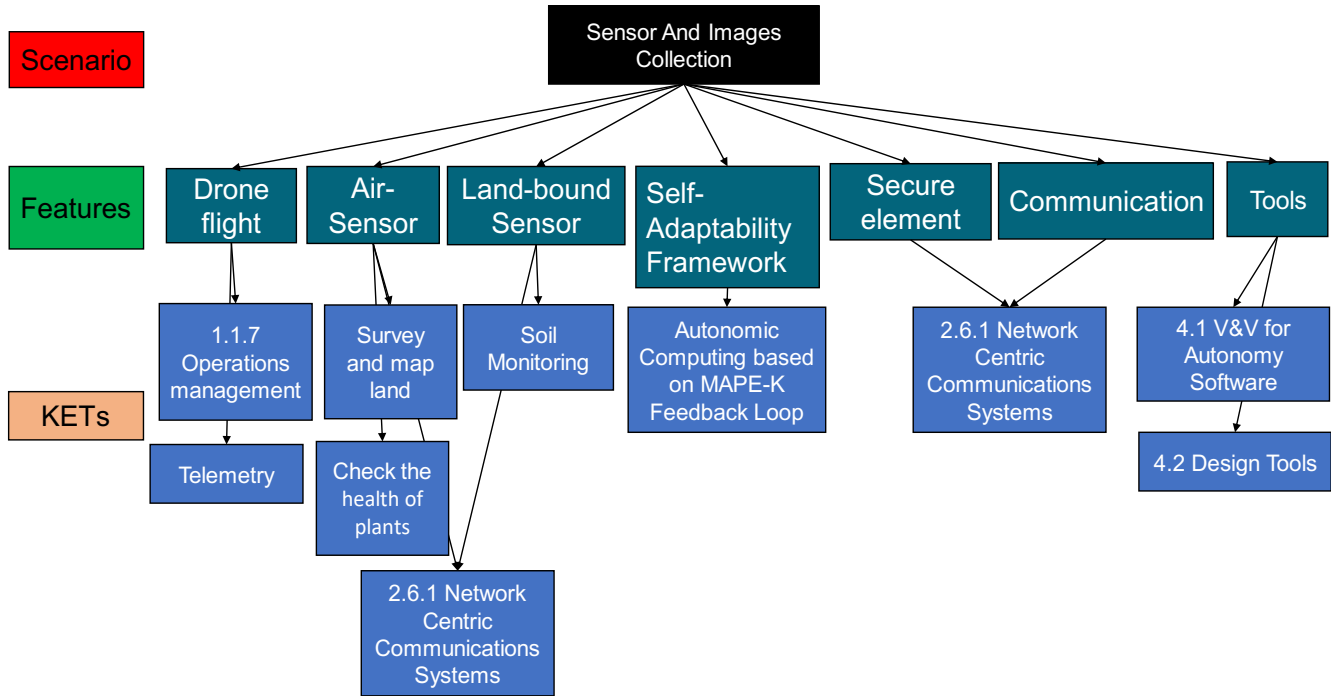 Sensor And Images
Collection
Scenario
Features
Drone
flight
Air-
Sensor
Land-bound
Sensor
Self-
Adaptability
Framework
Secure
element
Communication
Tools
KETs
1.1.7
Operations
management
Survey
and map
land
Soil
Monitoring
Autonomic
Computing based
on MAPE-K
Feedback Loop
2.6.1 Network
Centric
Communications
Systems
4.1 V&V for
Autonomy
Software
Telemetry
Check the
health of
plants
4.2 Design Tools
2.6.1 Network
Centric
Communications
Systems